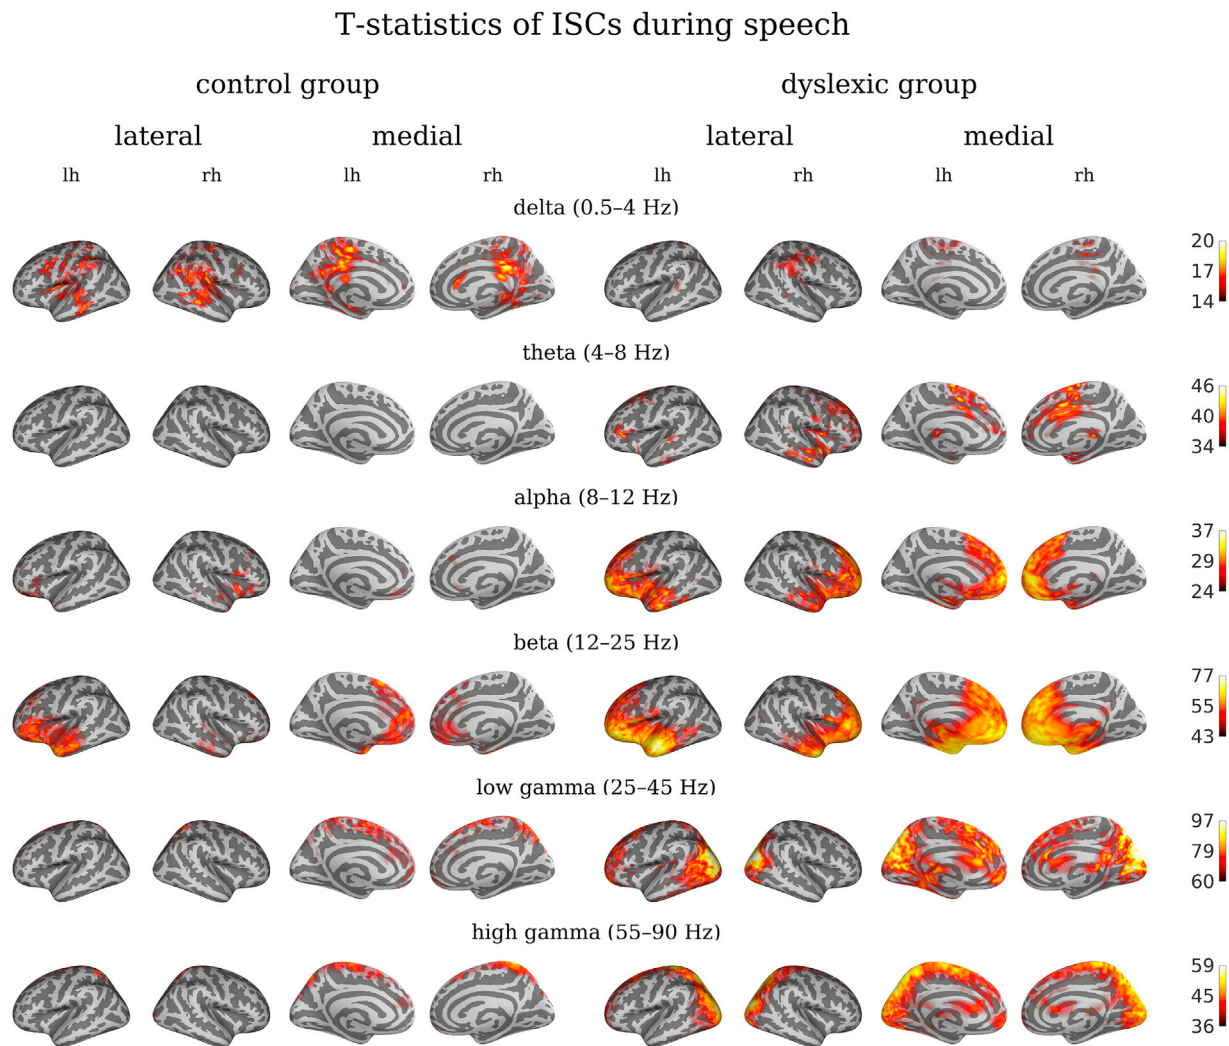 T-statistics of ISCs during speech
control group dyslexic group
lateral medial lateral medial
lh rh lh rh lh rh lh rh
delta (0.5–4 Hz)
20
17
14
theta (4–8 Hz)
46
40
34
alpha (8–12 Hz)
37
29
24
beta (12–25 Hz)
77
55
43
low gamma (25–45 Hz)
97
79
60
high gamma (55–90 Hz)
59
45
36